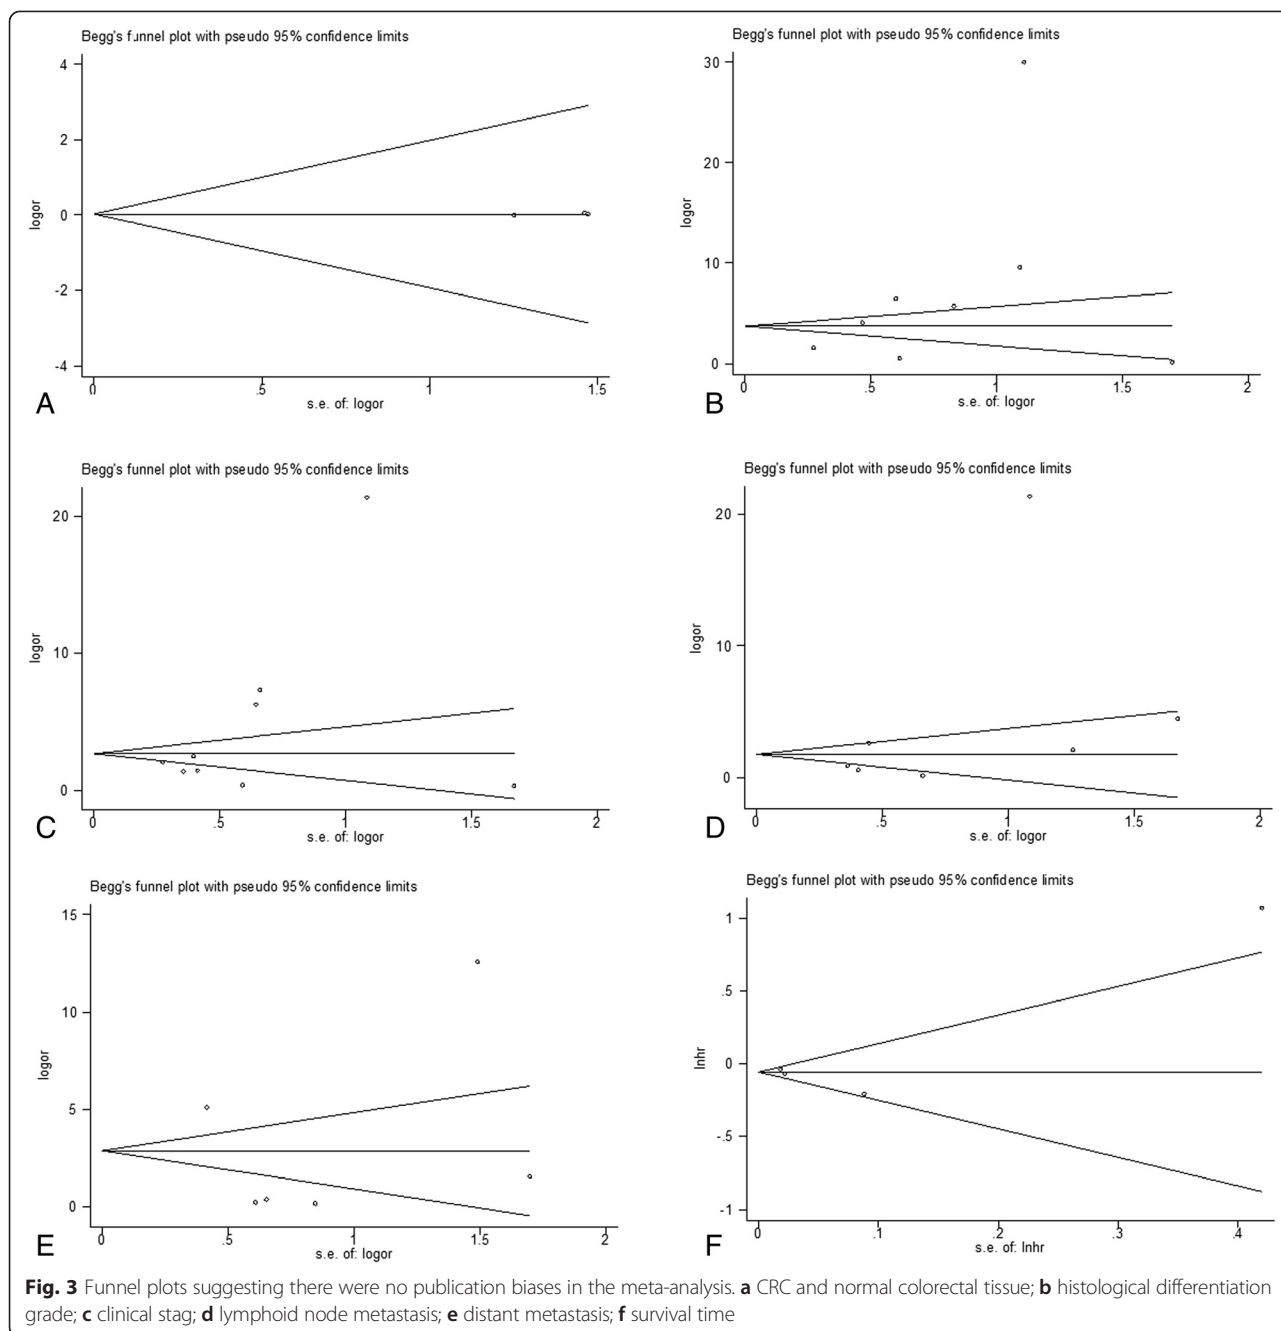 Begg's funnel plot with pseudo 95% confidence limits
4
2
0
-2
-4
logor
0 .5 1 1.5
s.e. of: logor
A
Begg's funnel plot with pseudo 95% confidence limits
30
20
10
0
logor
0 .5 1 1.5 2
s.e. of: logor
B
Begg's funnel plot with pseudo 95% confidence limits
20
10
0
logor
0 .5 1 1.5 2
s.e. of: logor
C
Begg's funnel plot with pseudo 95% confidence limits
20
10
0
logor
0 .5 1 1.5 2
s.e. of: logor
D
Begg's funnel plot with pseudo 95% confidence limits
15
10
5
0
logor
0 .5 1 1.5 2
s.e. of: logor
E
Begg's funnel plot with pseudo 95% confidence limits
1
.5
0
-.5
-1
lnhr
0 .1 .2 .3 .4
s.e. of: lnhr
F
Fig. 3 Funnel plots suggesting there were no publication biases in the meta-analysis. a CRC and normal colorectal tissue; b histological differentiation
grade; c clinical stag; d lymphoid node metastasis; e distant metastasis; f survival time